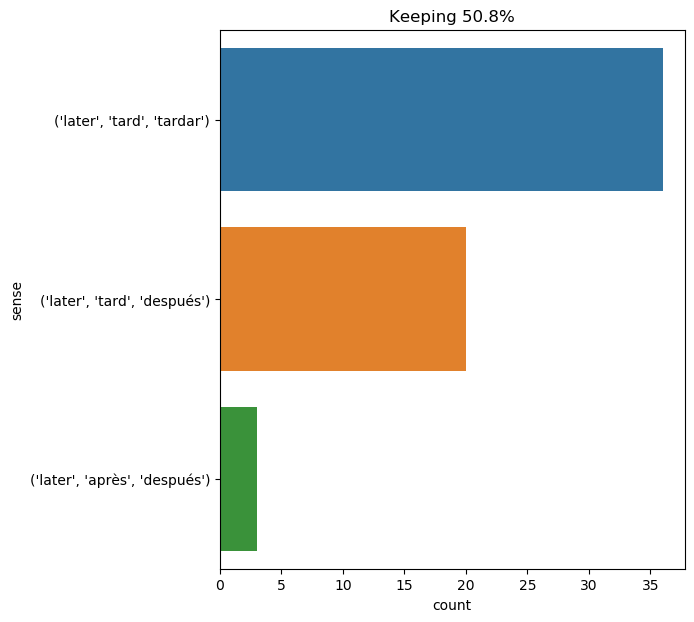 Keeping 50.8%
sense
('later', 'tard', 'tardar')
('later', 'tard', 'después')
('later', 'après', 'después')
0 5 10 15 20 25 30 35
count